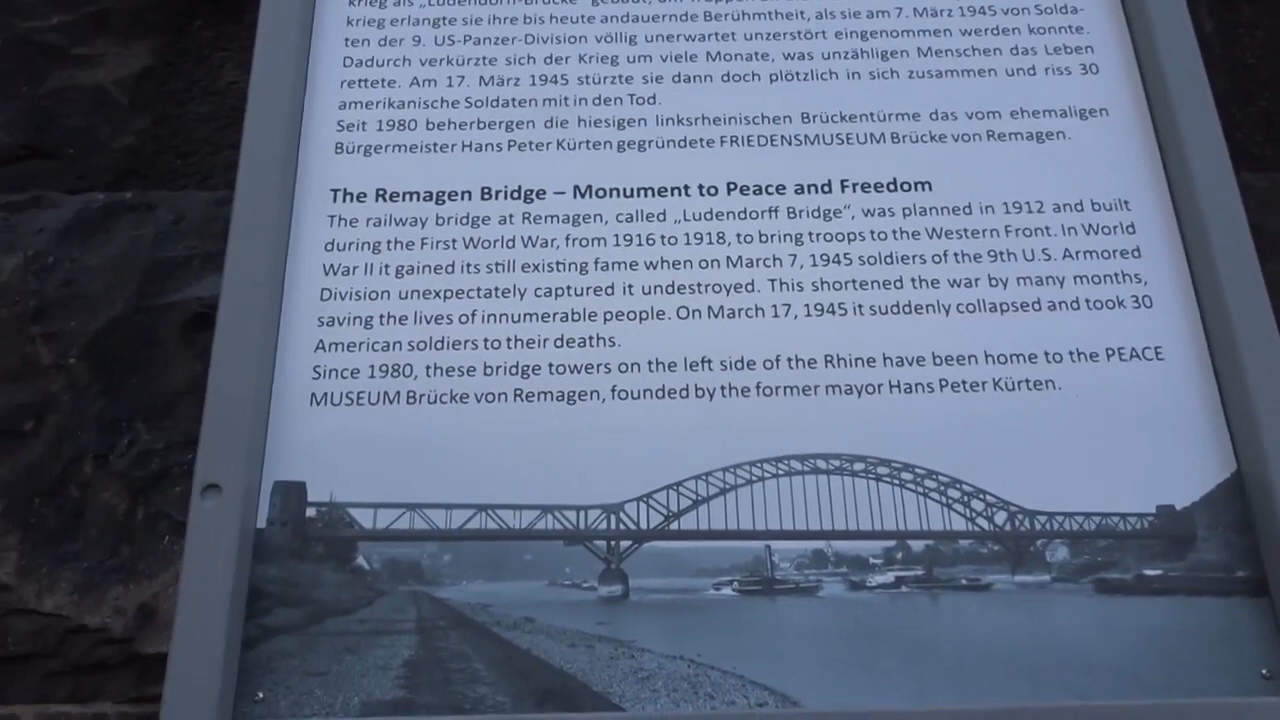 krieg als „Ludendorff-Brücke“ gebaut, um Truppen an die
krieg erlangte sie ihre bis heute andauernde Berühmtheit, als sie am 7. März 1945 von Solda-
ten der 9. US-Panzer-Division völlig unerwartet unzerstört eingenommen werden konnte.
Dadurch verkürzte sich der Krieg um viele Monate, was unzähligen Menschen das Leben
rettete. Am 17. März 1945 stürzte sie dann doch plötzlich in sich zusammen und riss 30
amerikanische Soldaten mit in den Tod.
Seit 1980 beherbergen die hiesigen linksrheinischen Brückentürme das vom ehemaligen
Bürgermeister Hans Peter Kürten gegründete FRIEDENSMUSEUM Brücke von Remagen.
The Remagen Bridge – Monument to Peace and Freedom
The railway bridge at Remagen, called „Ludendorff Bridge“, was planned in 1912 and built
during the First World War, from 1916 to 1918, to bring troops to the Western Front. In World
War II it gained its still existing fame when on March 7, 1945 soldiers of the 9th U.S. Armored
Division unexpectately captured it undestroyed. This shortened the war by many months,
saving the lives of innumerable people. On March 17, 1945 it suddenly collapsed and took 30
American soldiers to their deaths.
Since 1980, these bridge towers on the left side of the Rhine have been home to the PEACE
MUSEUM Brücke von Remagen, founded by the former mayor Hans Peter Kürten.